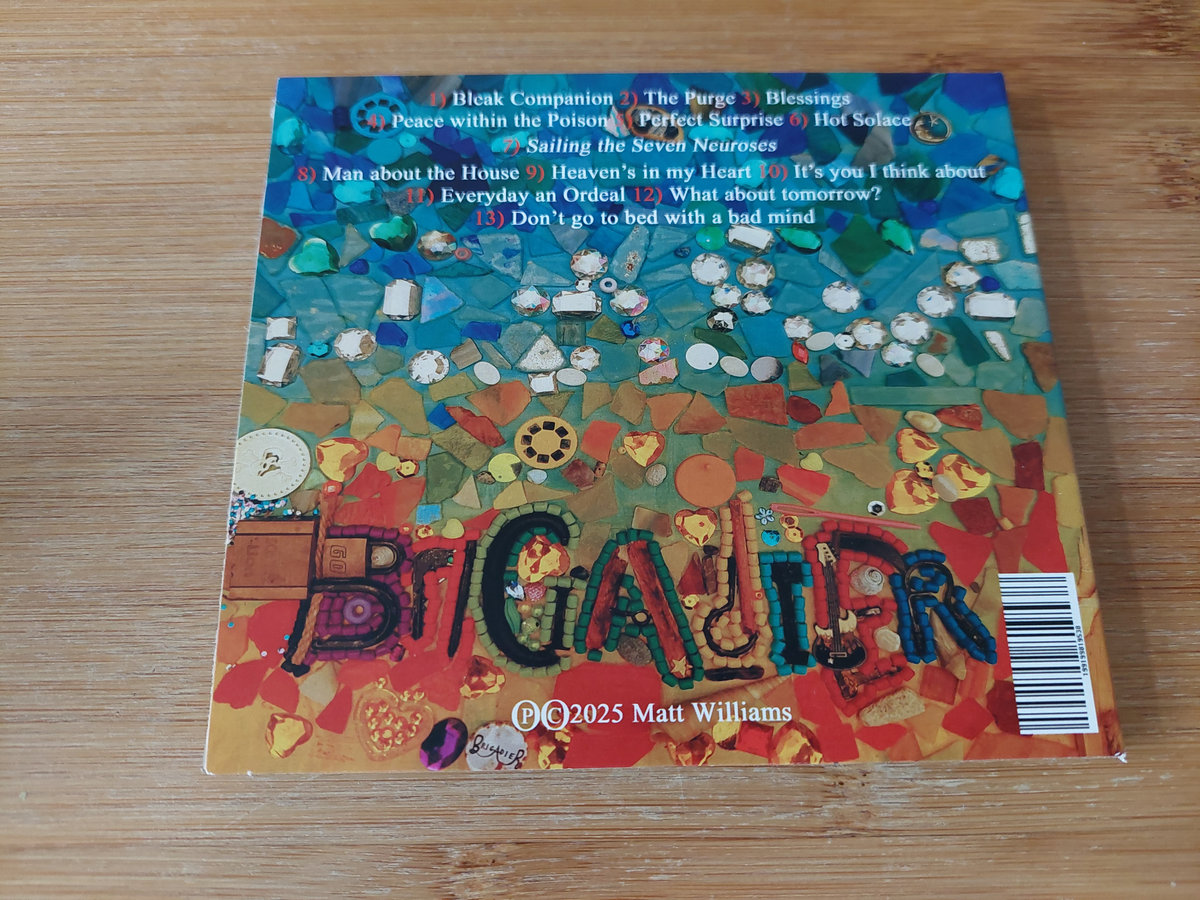 1) Bleak Companion 2) The Purge 3) Blessings
4) Peace within the Poison 5) Perfect Surprise 6) Hot Solace
7) Sailing the Seven Neuroses
8) Man about the House 9) Heaven's in my Heart 10) It's you I think about
11) Everyday an Ordeal 12) What about tomorrow?
13) Don't go to bed with a bad mind
GO
BRIGADIER
ⓅⒸ2025 Matt Williams
BRIGADIER